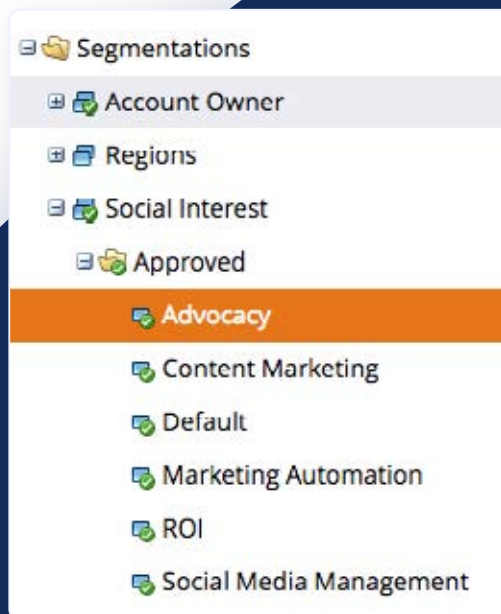 Segmentations
Account Owner
Regions
Social Interest
Approved
Advocacy
Content Marketing
Default
Marketing Automation
ROI
Social Media Management